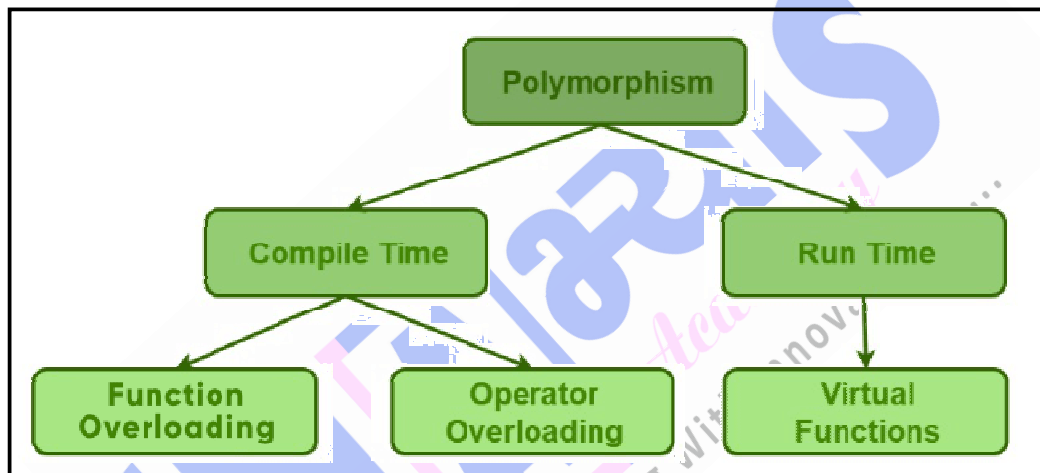 Polymorphism
Compile Time
Run Time
Function
Overloading
Operator
Overloading
Virtual
Functions